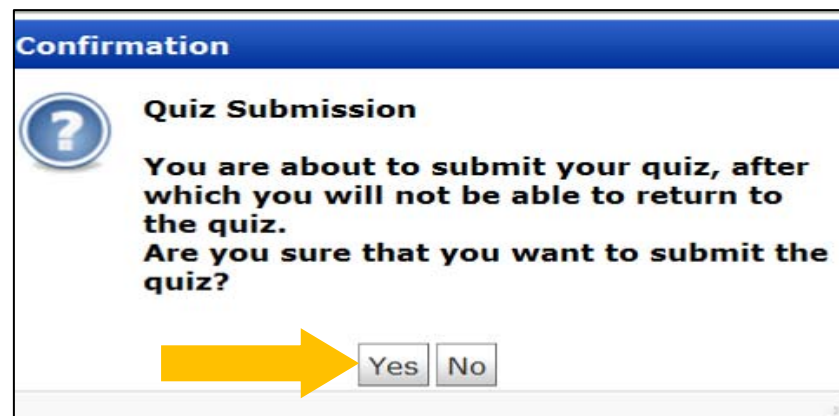 Confirmation
Quiz Submission
You are about to submit your quiz, after
which you will not be able to return to
the quiz.
Are you sure that you want to submit the
quiz?
Yes No